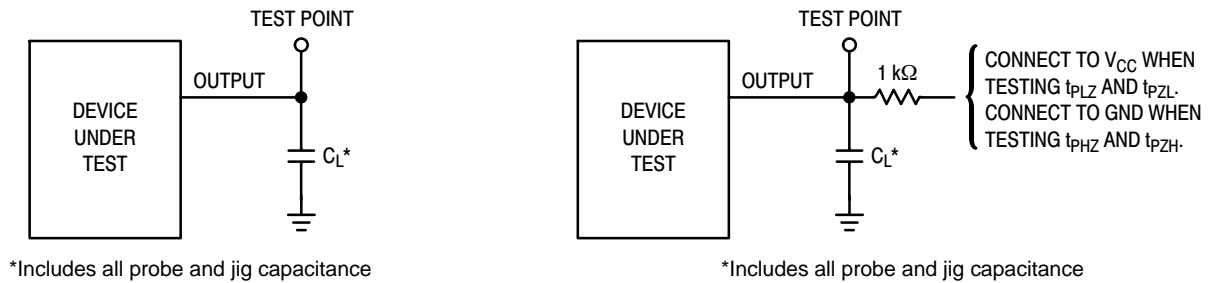 TEST POINT
OUTPUT
DEVICE
UNDER
TEST
C_L*
*Includes all probe and jig capacitance
TEST POINT
OUTPUT
1 kΩ
DEVICE
UNDER
TEST
C_L*
CONNECT TO V_CC WHEN
TESTING t_PLZ AND t_PZL.
CONNECT TO GND WHEN
TESTING t_PHZ AND t_PZH.
*Includes all probe and jig capacitance